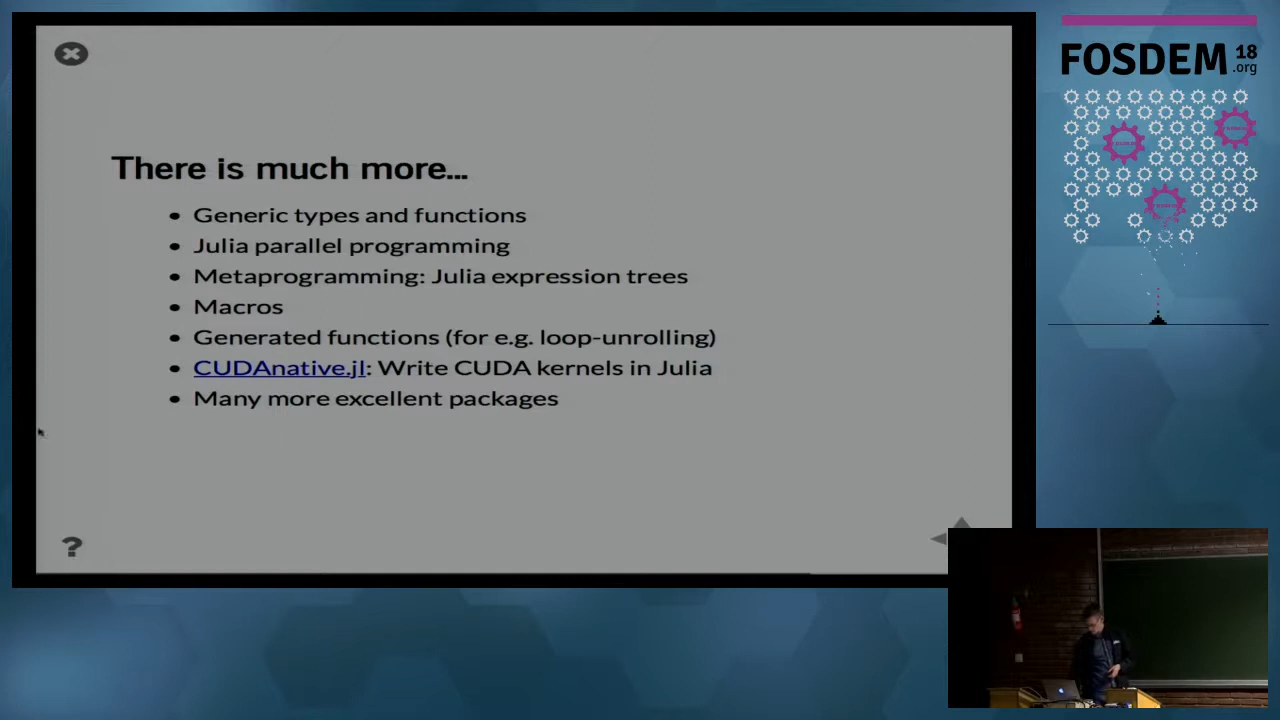 There is much more...
• Generic types and functions
• Julia parallel programming
• Metaprogramming: Julia expression trees
• Macros
• Generated functions (for e.g. loop-unrolling)
• CUDAnative.jl: Write CUDA kernels in Julia
• Many more excellent packages
?
FOSDEM 18
.org